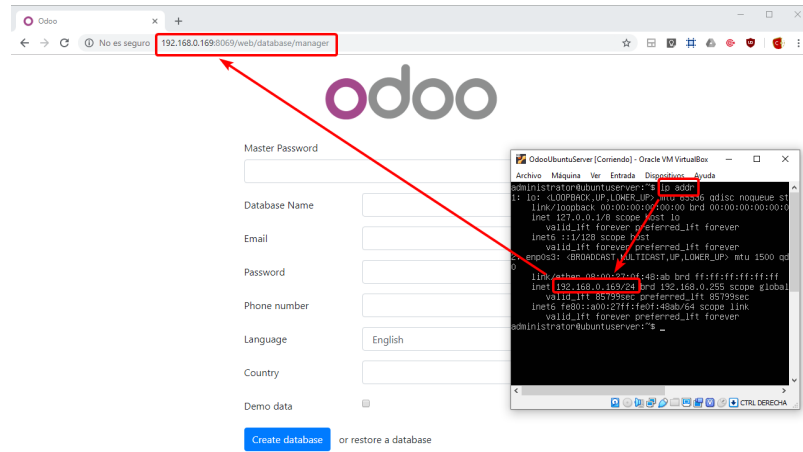 Odoo
No es seguro
192.168.0.169:8069/web/database/manager
odoo
Master Password
Database Name
Email
Password
Phone number
Language
English
Country
Demo data
Create database or restore a database
OdooUbuntuServer [Corriendo] - Oracle VM VirtualBox
Archivo Máquina Ver Entrada Dispositivos Ayuda
administrator@ubuntuserver:~$ ip addr
1: lo: <LOOPBACK,UP,LOWER_UP> mtu 65536 qdisc noqueue st
link/loopback 00:00:00:00:00:00 brd 00:00:00:00:00:0
inet 127.0.0.1/8 scope host lo
valid_lft forever preferred_lft forever
inet6 ::1/128 scope host
valid_lft forever preferred_lft forever
2: enp0s3: <BROADCAST,MULTICAST,UP,LOWER_UP> mtu 1500 qd
0
link/ether 08:00:27:0f:48:ab brd ff:ff:ff:ff:ff:ff
inet 192.168.0.169/24 brd 192.168.0.255 scope global
valid_lft 85799sec preferred_lft 85799sec
inet6 fe80::a00:27ff:fe0f:48ab/64 scope link
valid_lft forever preferred_lft forever
administrator@ubuntuserver:~$ _
CTRL DERECHA